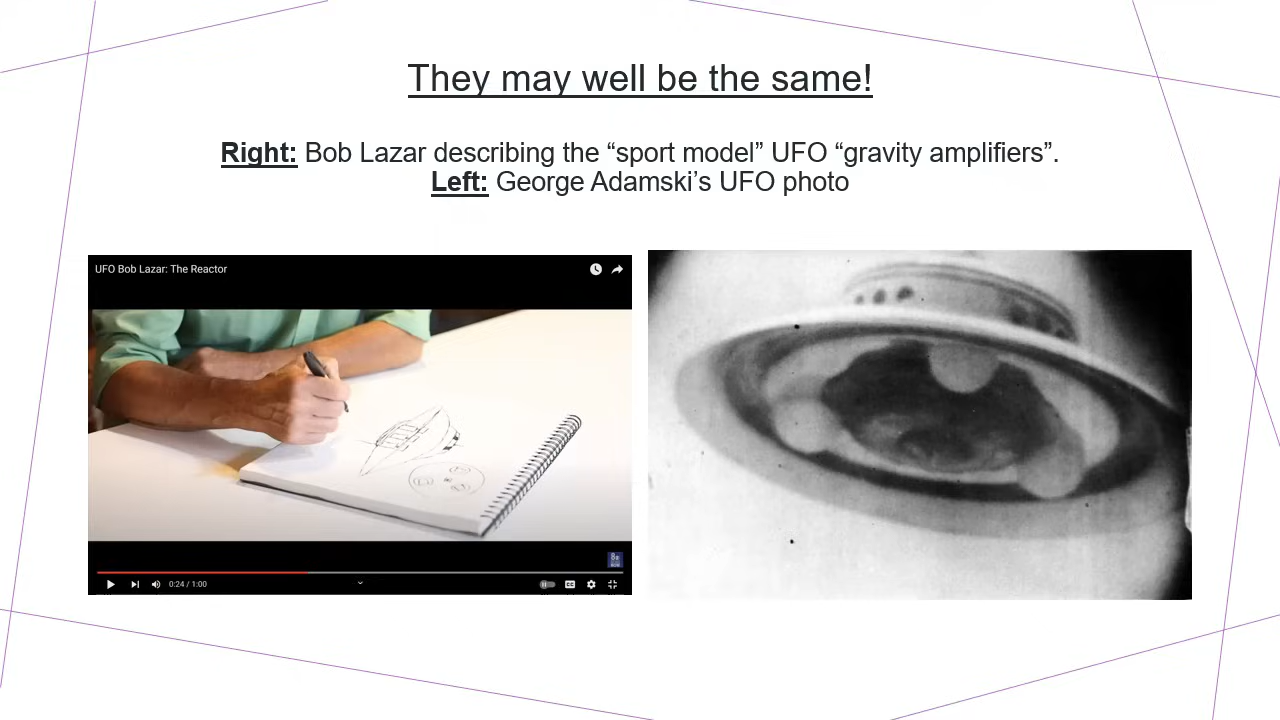 They may well be the same!
Right: Bob Lazar describing the “sport model” UFO “gravity amplifiers”.
Left: George Adamski’s UFO photo
UFO Bob Lazar: The Reactor
0:24 / 1:00